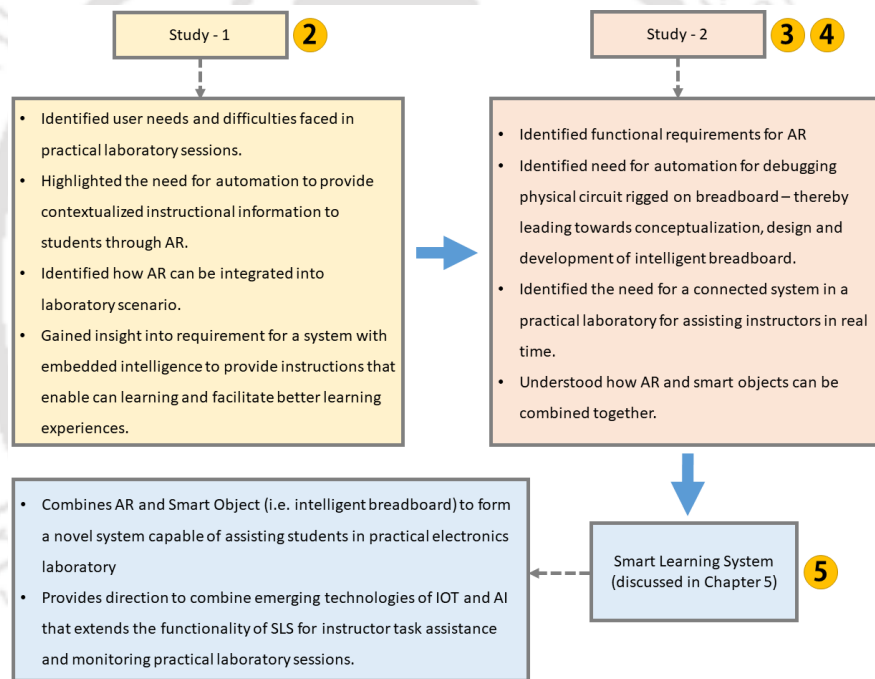 Study - 1
2
• Identified user needs and difficulties faced in
practical laboratory sessions.
• Highlighted the need for automation to provide
contextualized instructional information to
students through AR.
• Identified how AR can be integrated into
laboratory scenario.
• Gained insight into requirement for a system with
embedded intelligence to provide instructions that
enable can learning and facilitate better learning
experiences.
Study - 2
3 4
• Identified functional requirements for AR
• Identified need for automation for debugging
physical circuit rigged on breadboard – thereby
leading towards conceptualization, design and
development of intelligent breadboard.
• Identified the need for a connected system in a
practical laboratory for assisting instructors in real
time.
• Understood how AR and smart objects can be
combined together.
Smart Learning System
(discussed in Chapter 5)
5
• Combines AR and Smart Object (i.e. intelligent breadboard) to form
a novel system capable of assisting students in practical electronics
laboratory
• Provides direction to combine emerging technologies of IOT and AI
that extends the functionality of SLS for instructor task assistance
and monitoring practical laboratory sessions.